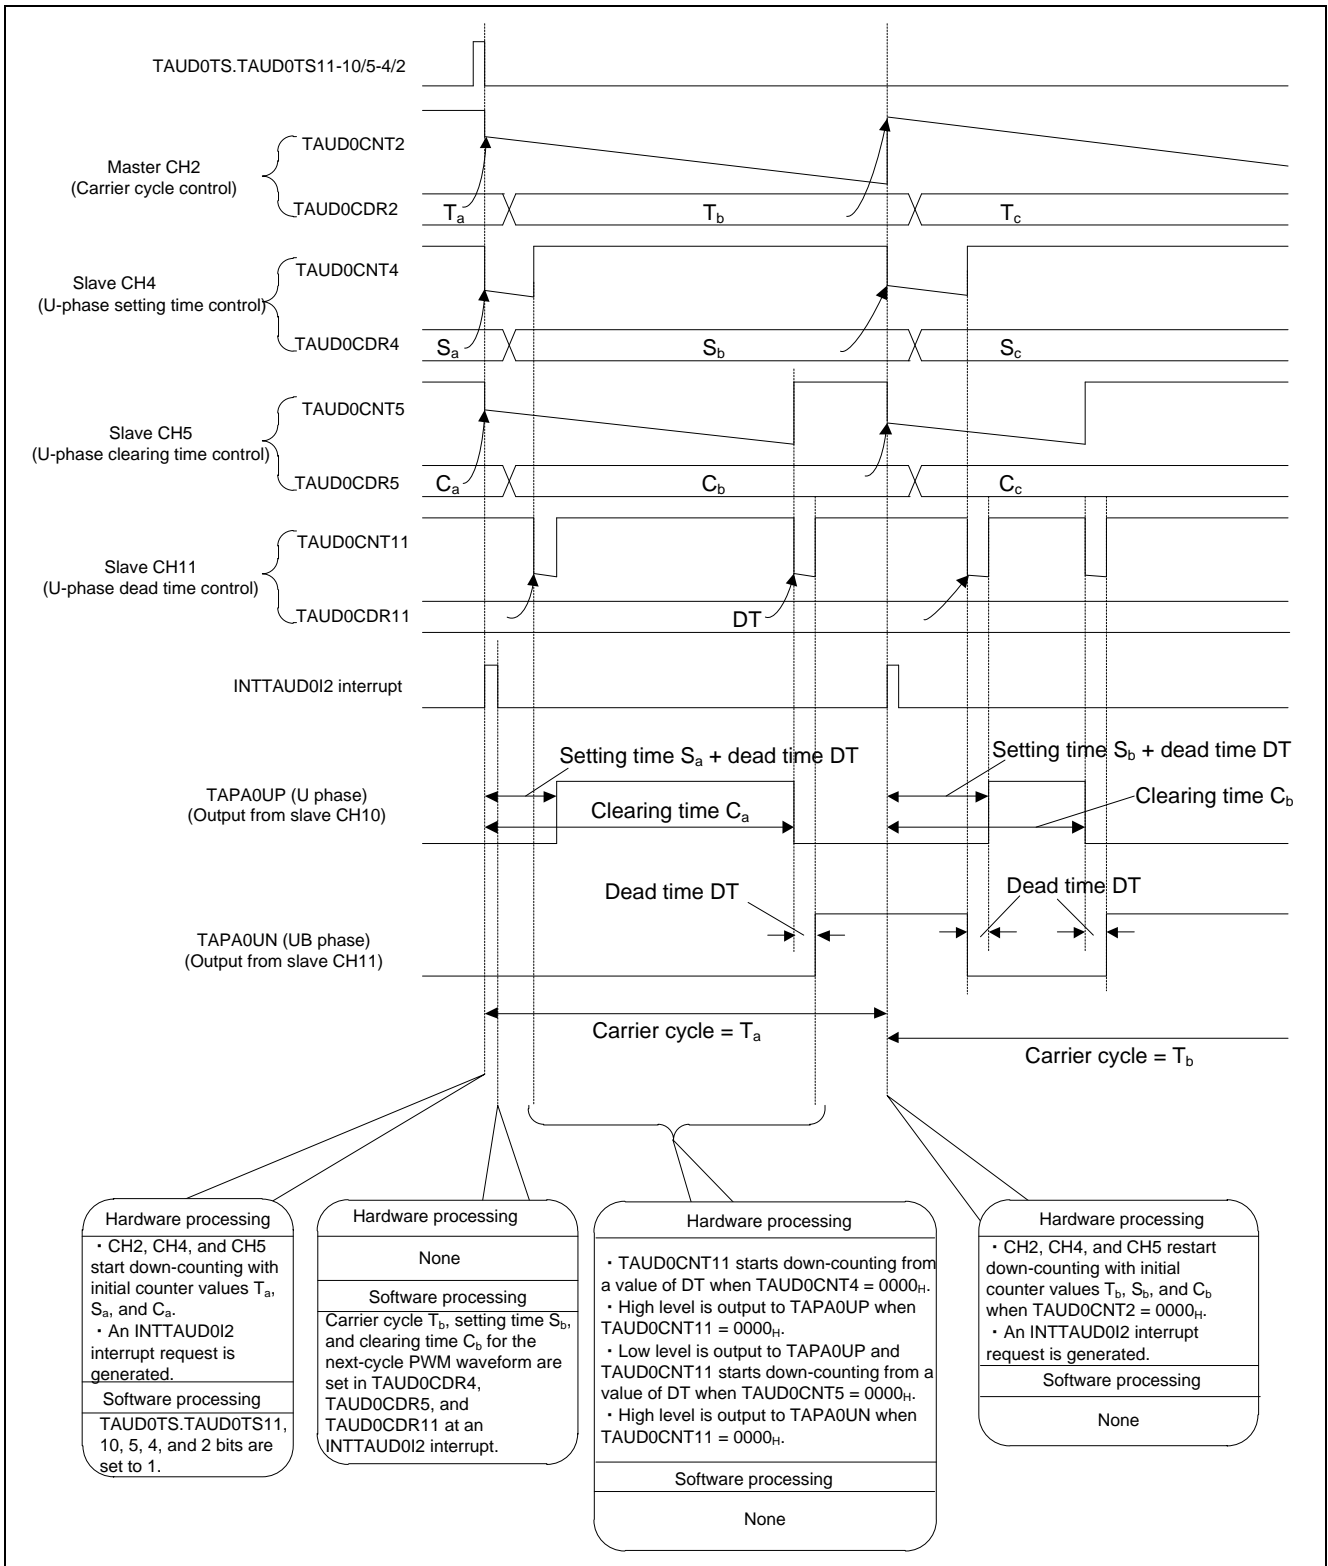 TAUD0TS.TAUD0TS11-10/5-4/2
TAUD0CNT2
Master CH2
(Carrier cycle control)
TAUD0CDR2
Ta
Tb
Tc
TAUD0CNT4
Slave CH4
(U-phase setting time control)
TAUD0CDR4
Sa
Sb
Sc
TAUD0CNT5
Slave CH5
(U-phase clearing time control)
TAUD0CDR5
Ca
Cb
Cc
TAUD0CNT11
Slave CH11
(U-phase dead time control)
TAUD0CDR11
DT
INTTAUD0I2 interrupt
Setting time Sa + dead time DT
Setting time Sb + dead time DT
TAPA0UP (U phase)
(Output from slave CH10)
Clearing time Ca
Clearing time Cb
Dead time DT
Dead time DT
TAPA0UN (UB phase)
(Output from slave CH11)
Carrier cycle = Ta
Carrier cycle = Tb
Hardware processing
・CH2, CH4, and CH5
start down-counting with
initial counter values Ta,
Sa, and Ca.
・An INTTAUD0I2
interrupt request is
generated.
Software processing
TAUD0TS.TAUD0TS11,
10, 5, 4, and 2 bits are
set to 1.
Hardware processing
None
Software processing
Carrier cycle Tb, setting time Sb,
and clearing time Cb for the
next-cycle PWM waveform are
set in TAUD0CDR4,
TAUD0CDR5, and
TAUD0CDR11 at an
INTTAUD0I2 interrupt.
Hardware processing
・TAUD0CNT11 starts down-counting from
a value of DT when TAUD0CNT4 = 0000H.
・High level is output to TAPA0UP when
TAUD0CNT11 = 0000H.
・Low level is output to TAPA0UP and
TAUD0CNT11 starts down-counting from a
value of DT when TAUD0CNT5 = 0000H.
・High level is output to TAPA0UN when
TAUD0CNT11 = 0000H.
Software processing
None
Hardware processing
・CH2, CH4, and CH5 restart
down-counting with initial
counter values Tb, Sb, and Cb
when TAUD0CNT2 = 0000H.
・An INTTAUD0I2 interrupt
request is generated.
Software processing
None